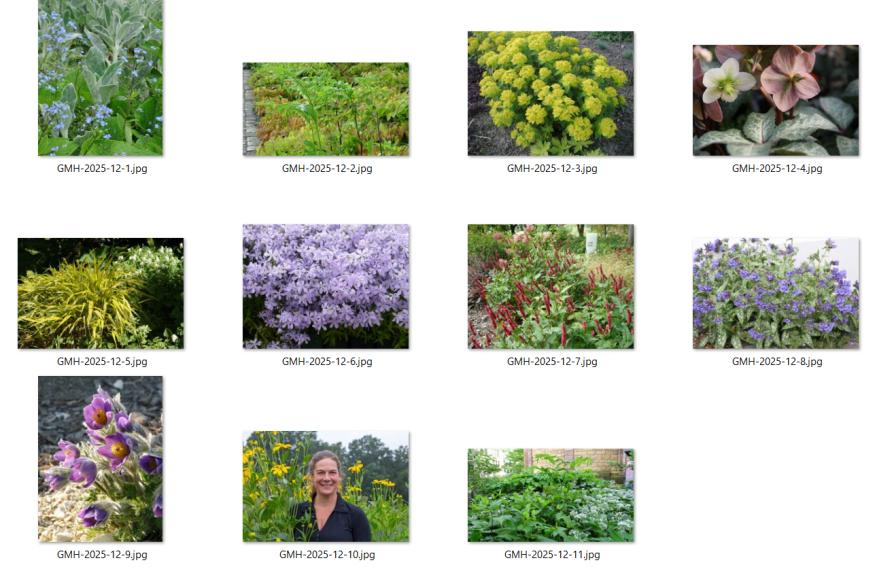 GMH-2025-12-1.jpg
GMH-2025-12-2.jpg
GMH-2025-12-3.jpg
GMH-2025-12-4.jpg
GMH-2025-12-5.jpg
GMH-2025-12-6.jpg
GMH-2025-12-7.jpg
GMH-2025-12-8.jpg
GMH-2025-12-9.jpg
GMH-2025-12-10.jpg
GMH-2025-12-11.jpg